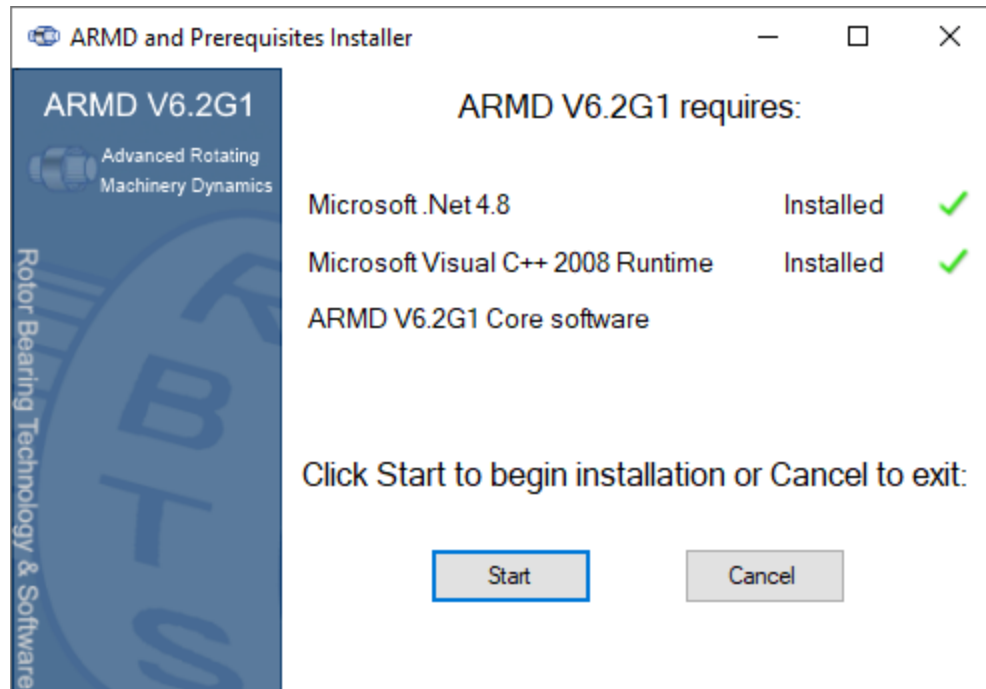 ARMD and Prerequisites Installer
ARMD V6.2G1
Advanced Rotating
Machinery Dynamics
Rotor Bearing Technology & Software
R
B
T
S
ARMD V6.2G1 requires:
Microsoft .Net 4.8 Installed
Microsoft Visual C++ 2008 Runtime Installed
ARMD V6.2G1 Core software
Click Start to begin installation or Cancel to exit:
Start Cancel